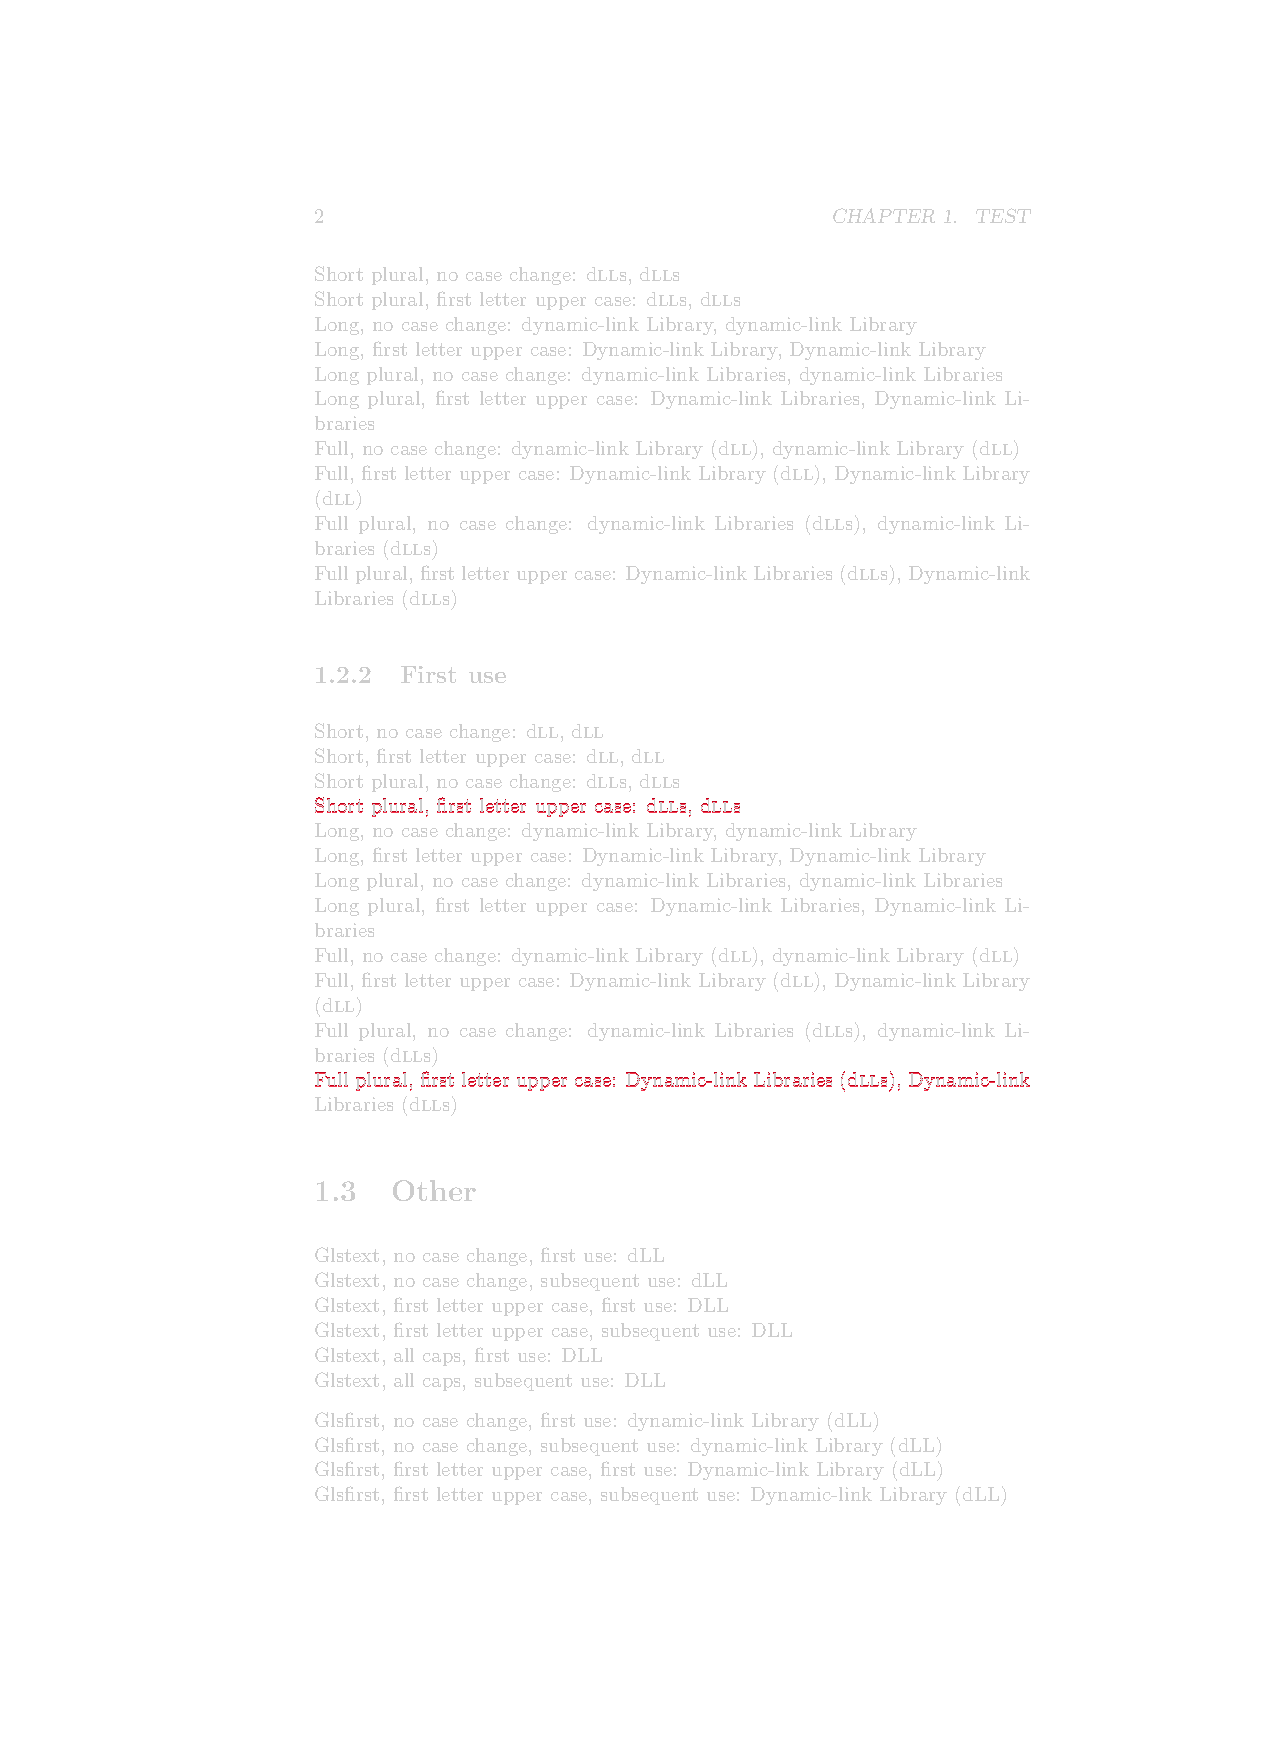 2 CHAPTER 1. TEST
Short plural, no case change: dLLs, dLLs
Short plural, first letter upper case: dLLs, dLLs
Long, no case change: dynamic-link Library, dynamic-link Library
Long, first letter upper case: Dynamic-link Library, Dynamic-link Library
Long plural, no case change: dynamic-link Libraries, dynamic-link Libraries
Long plural, first letter upper case: Dynamic-link Libraries, Dynamic-link Li-
braries
Full, no case change: dynamic-link Library (dLL), dynamic-link Library (dLL)
Full, first letter upper case: Dynamic-link Library (dLL), Dynamic-link Library
(dLL)
Full plural, no case change: dynamic-link Libraries (dLLs), dynamic-link Li-
braries (dLLs)
Full plural, first letter upper case: Dynamic-link Libraries (dLLs), Dynamic-link
Libraries (dLLs)
1.2.2 First use
Short, no case change: dLL, dLL
Short, first letter upper case: dLL, dLL
Short plural, no case change: dLLs, dLLs
Short plural, first letter upper case: dLLs, dLLs
Long, no case change: dynamic-link Library, dynamic-link Library
Long, first letter upper case: Dynamic-link Library, Dynamic-link Library
Long plural, no case change: dynamic-link Libraries, dynamic-link Libraries
Long plural, first letter upper case: Dynamic-link Libraries, Dynamic-link Li-
braries
Full, no case change: dynamic-link Library (dLL), dynamic-link Library (dLL)
Full, first letter upper case: Dynamic-link Library (dLL), Dynamic-link Library
(dLL)
Full plural, no case change: dynamic-link Libraries (dLLs), dynamic-link Li-
braries (dLLs)
Full plural, first letter upper case: Dynamic-link Libraries (dLLs), Dynamic-link
Libraries (dLLs)
1.3 Other
Glstext, no case change, first use: dLL
Glstext, no case change, subsequent use: dLL
Glstext, first letter upper case, first use: DLL
Glstext, first letter upper case, subsequent use: DLL
Glstext, all caps, first use: DLL
Glstext, all caps, subsequent use: DLL
Glsfirst, no case change, first use: dynamic-link Library (dLL)
Glsfirst, no case change, subsequent use: dynamic-link Library (dLL)
Glsfirst, first letter upper case, first use: Dynamic-link Library (dLL)
Glsfirst, first letter upper case, subsequent use: Dynamic-link Library (dLL)